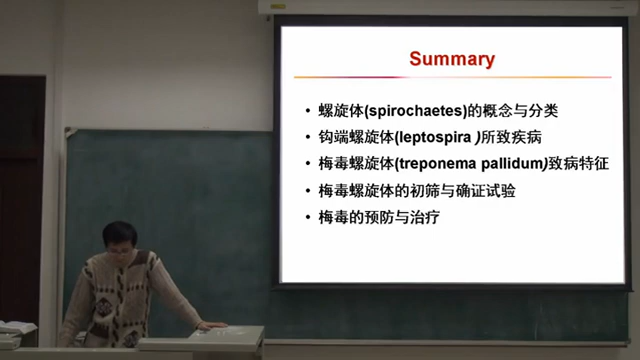 Summary
• 螺旋体(spirochaetes)的概念与分类
• 钩端螺旋体(leptospira )所致疾病
• 梅毒螺旋体(treponema pallidum)致病特征
• 梅毒螺旋体的初筛与确证试验
• 梅毒的预防与治疗